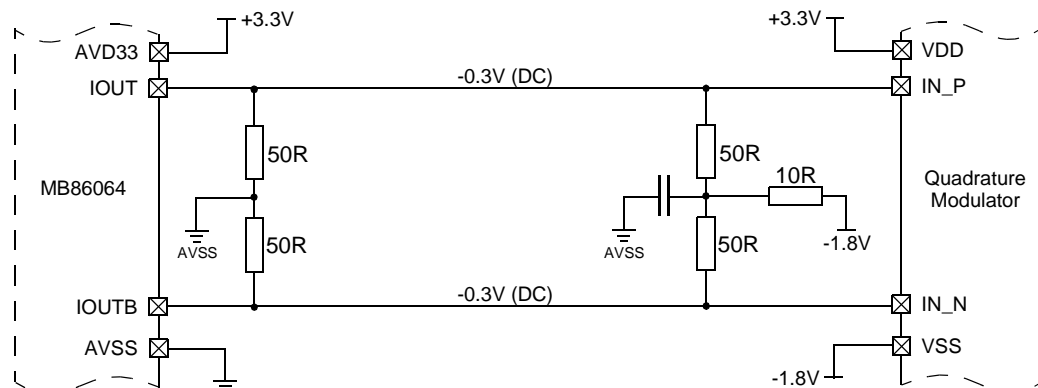 +3.3V
+3.3V
AVD33
VDD
IOUT
-0.3V (DC)
IN_P
50R
50R
10R
MB86064
Quadrature
Modulator
AVSS
50R
AVSS
50R
-1.8V
IOUTB
-0.3V (DC)
IN_N
AVSS
VSS
-1.8V